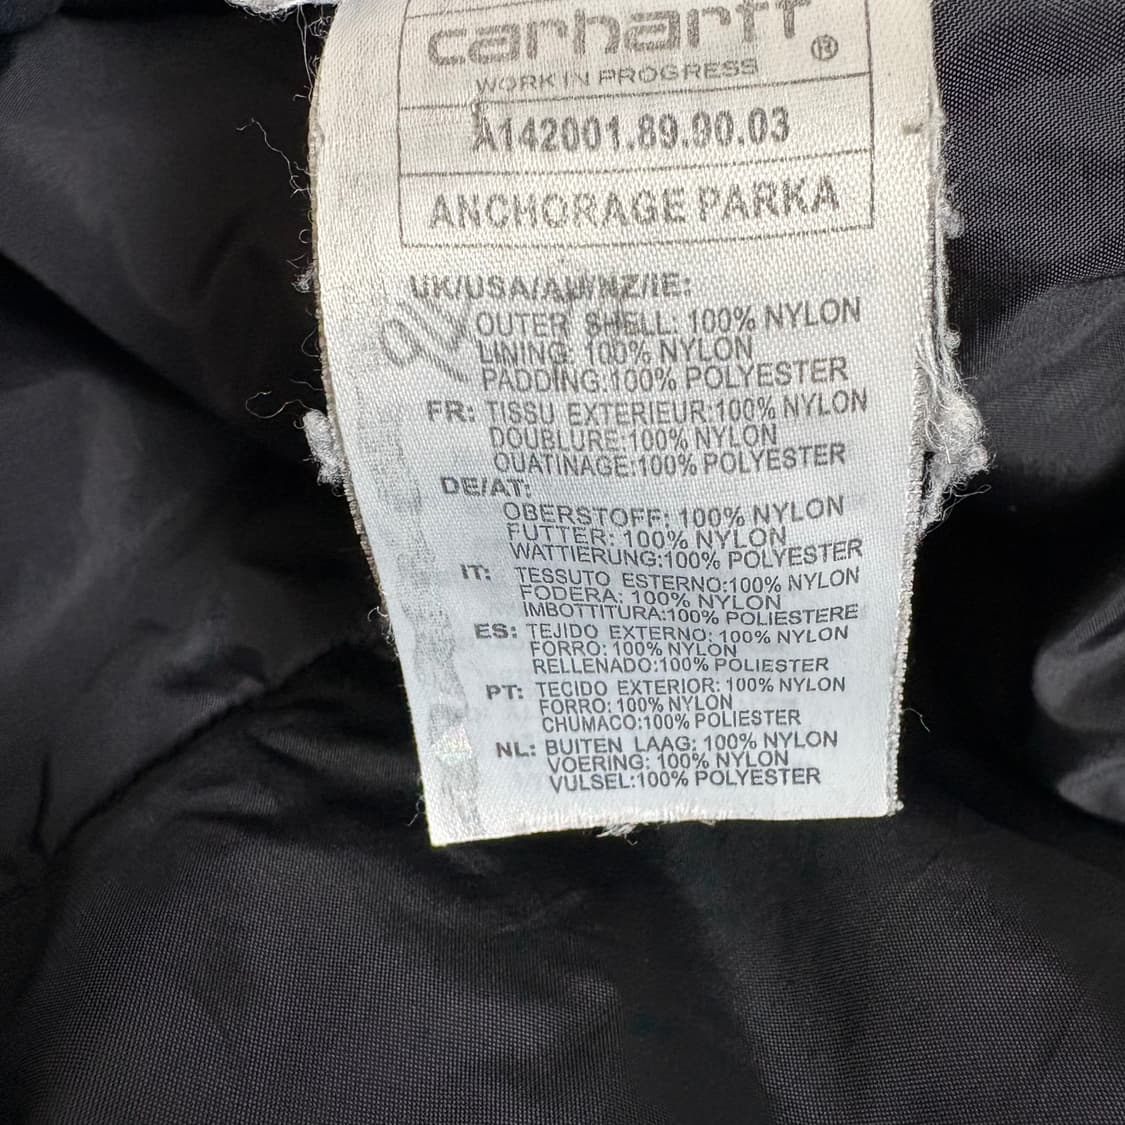 carhartt ®
WORK IN PROGRESS
A142001.89.90.03
ANCHORAGE PARKA
UK/USA/AU/NZ/IE:
OUTER SHELL: 100% NYLON
LINING: 100% NYLON
PADDING:100% POLYESTER
FR: TISSU EXTERIEUR:100% NYLON
DOUBLURE:100% NYLON
OUATINAGE:100% POLYESTER
DE/AT:
OBERSTOFF: 100% NYLON
FUTTER: 100% NYLON
WATTIERUNG:100% POLYESTER
IT: TESSUTO ESTERNO:100% NYLON
FODERA: 100% NYLON
IMBOTTITURA:100% POLIESTERE
ES: TEJIDO EXTERNO: 100% NYLON
FORRO: 100% NYLON
RELLENADO:100% POLIESTER
PT: TECIDO EXTERIOR: 100% NYLON
FORRO: 100% NYLON
CHUMACO:100% POLIESTER
NL: BUITEN LAAG: 100% NYLON
VOERING: 100% NYLON
VULSEL:100% POLYESTER